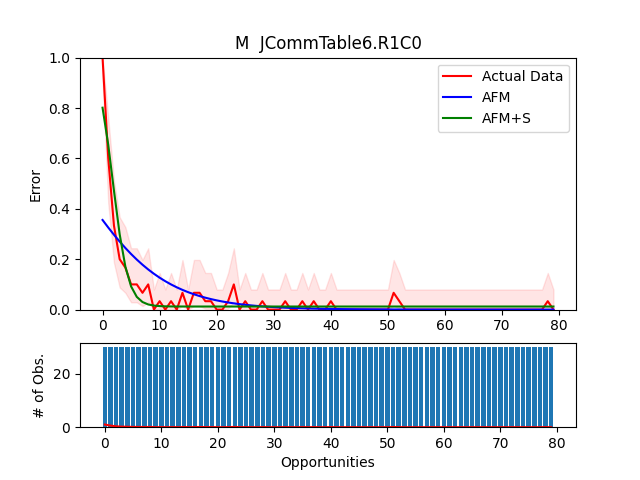 M  JCommTable6.R1C0
Error
1.0
0.8
0.6
0.4
0.2
0.0
Actual Data
AFM
AFM+S
0 10 20 30 40 50 60 70 80
# of Obs.
20
0
0 10 20 30 40 50 60 70 80
Opportunities